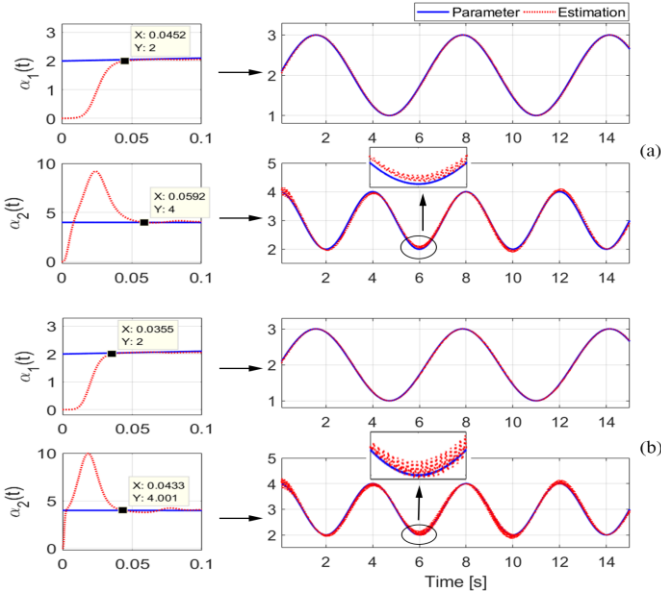 Parameter Estimation
3
2
1
0
α1(t)
X: 0.0452
Y: 2
0 0.05 0.1
3
2
1
2 4 6 8 10 12 14
(a)
10
5
0
α2(t)
X: 0.0592
Y: 4
0 0.05 0.1
5
4
3
2
2 4 6 8 10 12 14
3
2
1
0
α1(t)
X: 0.0355
Y: 2
0 0.05 0.1
3
2
1
2 4 6 8 10 12 14
(b)
10
5
0
α2(t)
X: 0.0433
Y: 4.001
0 0.05 0.1
5
4
3
2
2 4 6 8 10 12 14
Time [s]